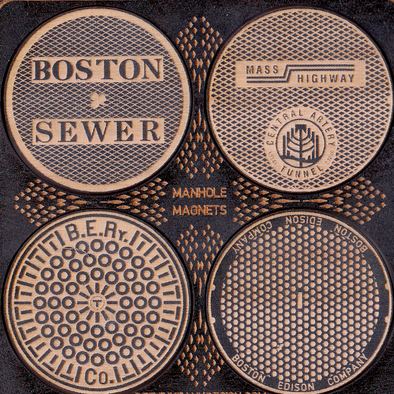 BOSTON
SEWER
MASS
HIGHWAY
CENTRAL ARTERY
TUNNEL
MANHOLE
MAGNETS
B.E.Ry.
Co.
BOSTON EDISON COMPANY
BOSTON EDISON COMPANY